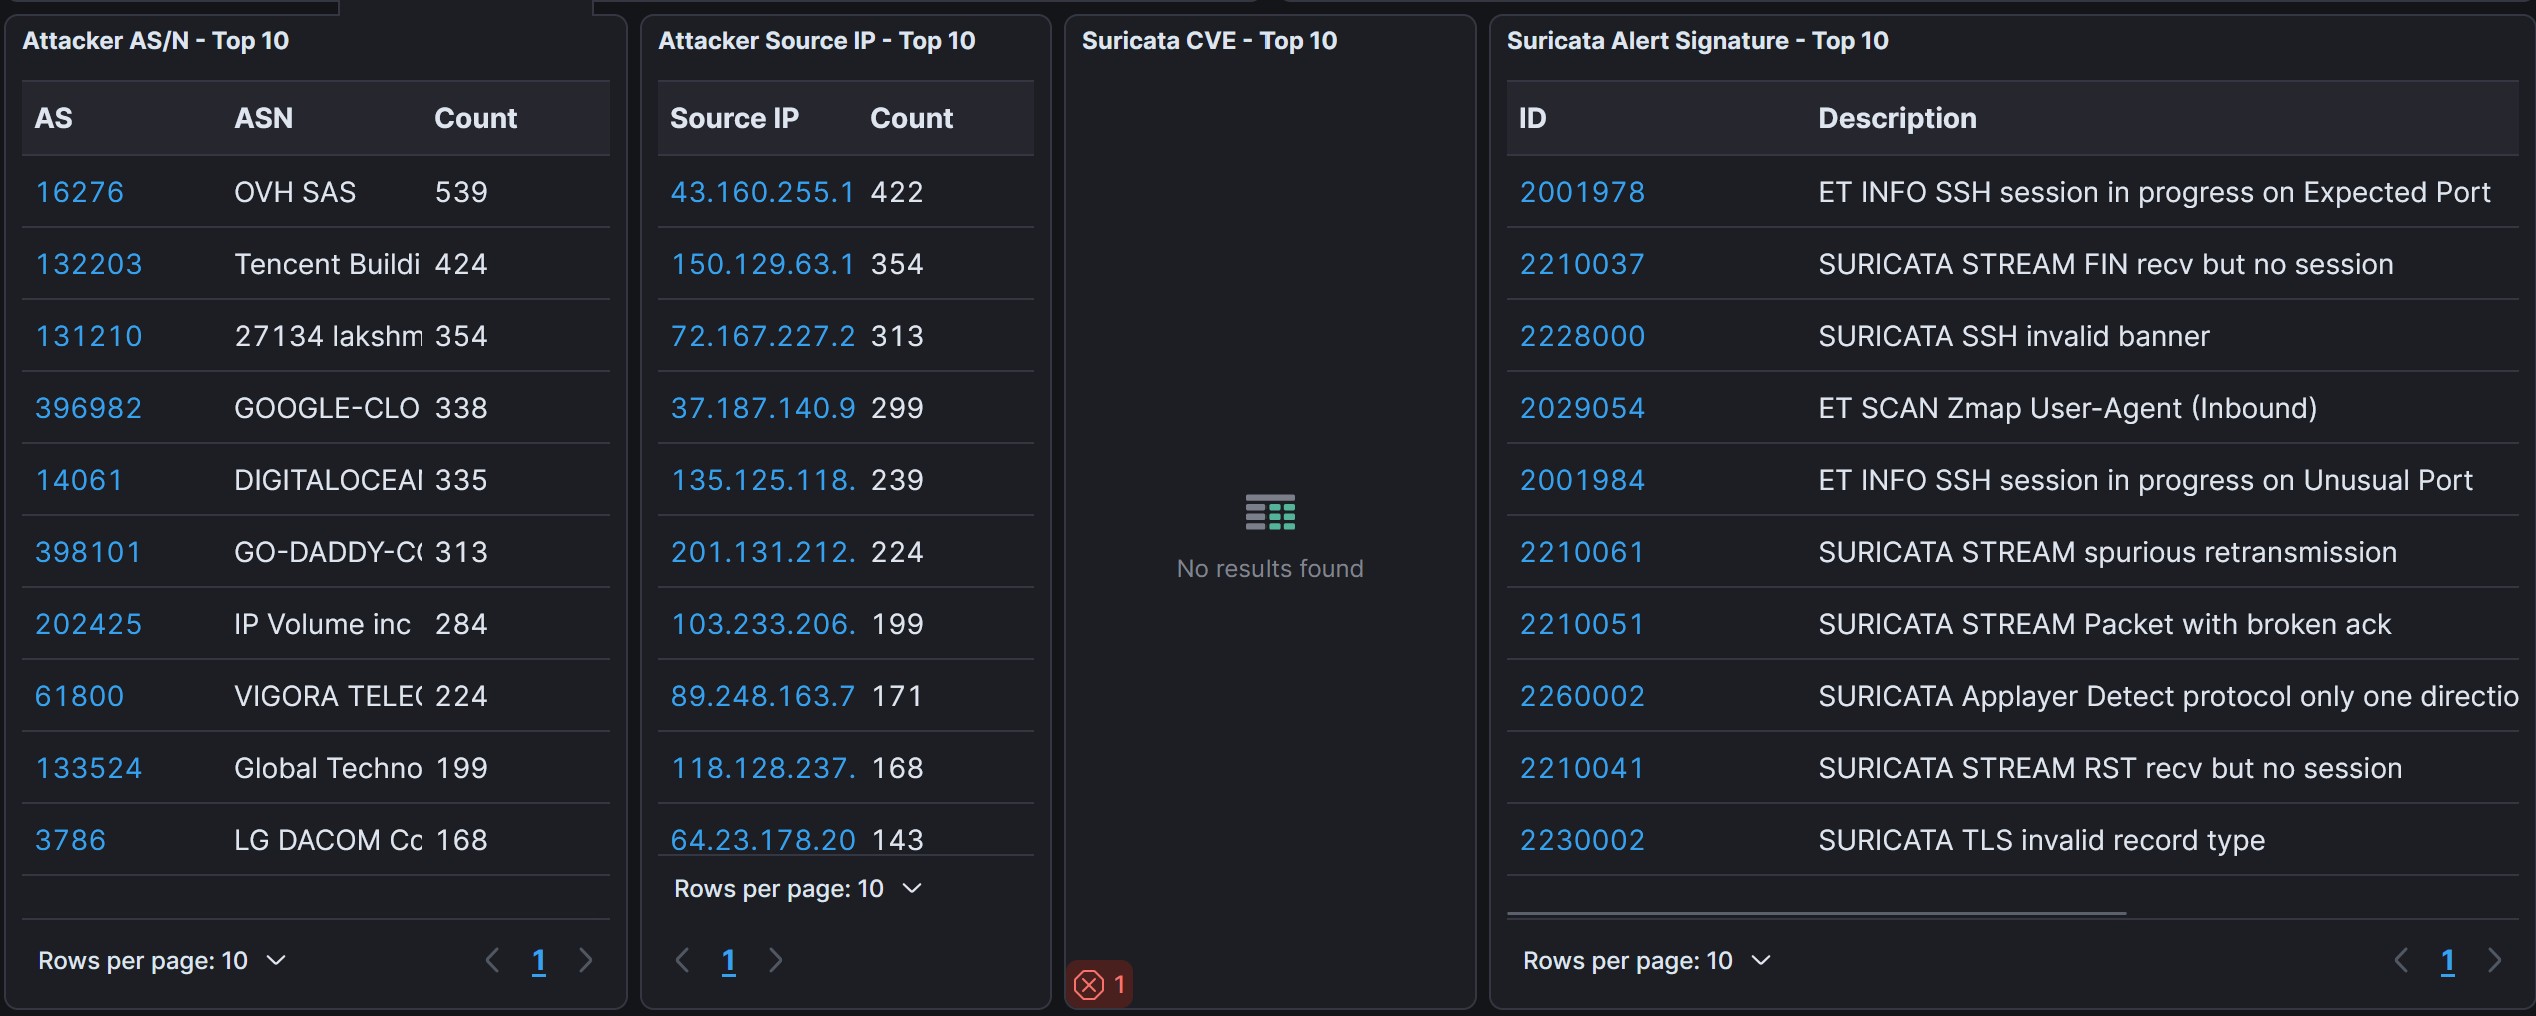 Attacker AS/N - Top 10
AS ASN Count
16276 OVH SAS 539
132203 Tencent Buildi 424
131210 27134 lakshm 354
396982 GOOGLE-CLO 338
14061 DIGITALOCEA 335
398101 GO-DADDY-C 313
202425 IP Volume inc 284
61800 VIGORA TELE 224
133524 Global Techno 199
3786 LG DACOM Co 168
Rows per page: 10
1
Attacker Source IP - Top 10
Source IP Count
43.160.255.1 422
150.129.63.1 354
72.167.227.2 313
37.187.140.9 299
135.125.118. 239
201.131.212. 224
103.233.206. 199
89.248.163.7 171
118.128.237. 168
64.23.178.20 143
Rows per page: 10
1
Suricata CVE - Top 10
No results found
1
Suricata Alert Signature - Top 10
ID Description
2001978 ET INFO SSH session in progress on Expected Port
2210037 SURICATA STREAM FIN recv but no session
2228000 SURICATA SSH invalid banner
2029054 ET SCAN Zmap User-Agent (Inbound)
2001984 ET INFO SSH session in progress on Unusual Port
2210061 SURICATA STREAM spurious retransmission
2210051 SURICATA STREAM Packet with broken ack
2260002 SURICATA Applayer Detect protocol only one directio
2210041 SURICATA STREAM RST recv but no session
2230002 SURICATA TLS invalid record type
Rows per page: 10
1